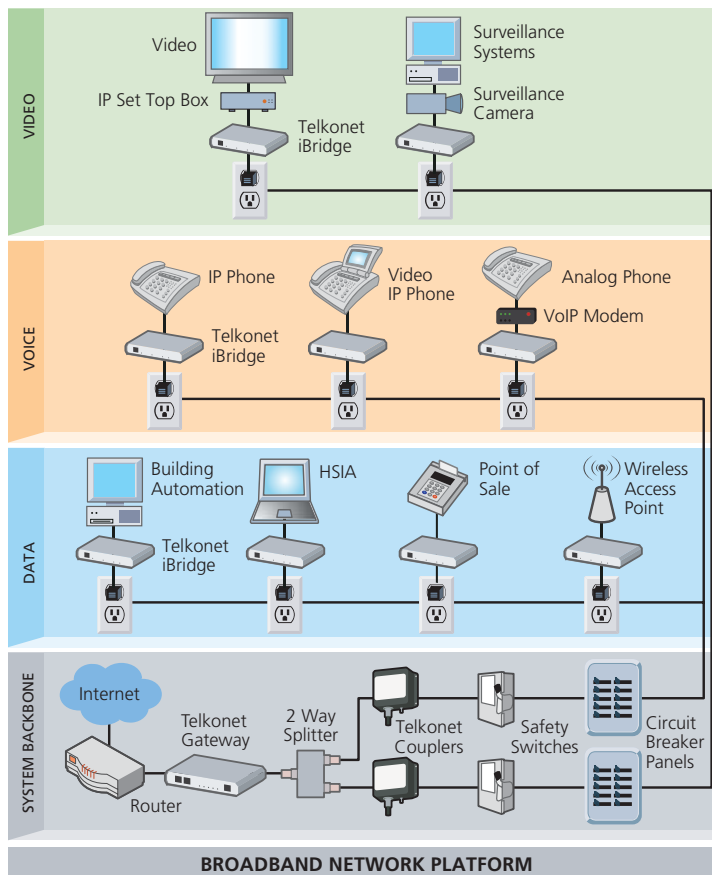 VIDEO
Video
IP Set Top Box
Telkonet
iBridge
Surveillance
Systems
Surveillance
Camera
VOICE
IP Phone
Telkonet
iBridge
Video
IP Phone
Analog Phone
VoIP Modem
DATA
Building
Automation
Telkonet
iBridge
HSIA
Point of
Sale
Wireless
Access
Point
SYSTEM BACKBONE
Internet
Router
Telkonet
Gateway
2 Way
Splitter
Telkonet
Couplers
Safety
Switches
Circuit
Breaker
Panels
BROADBAND NETWORK PLATFORM